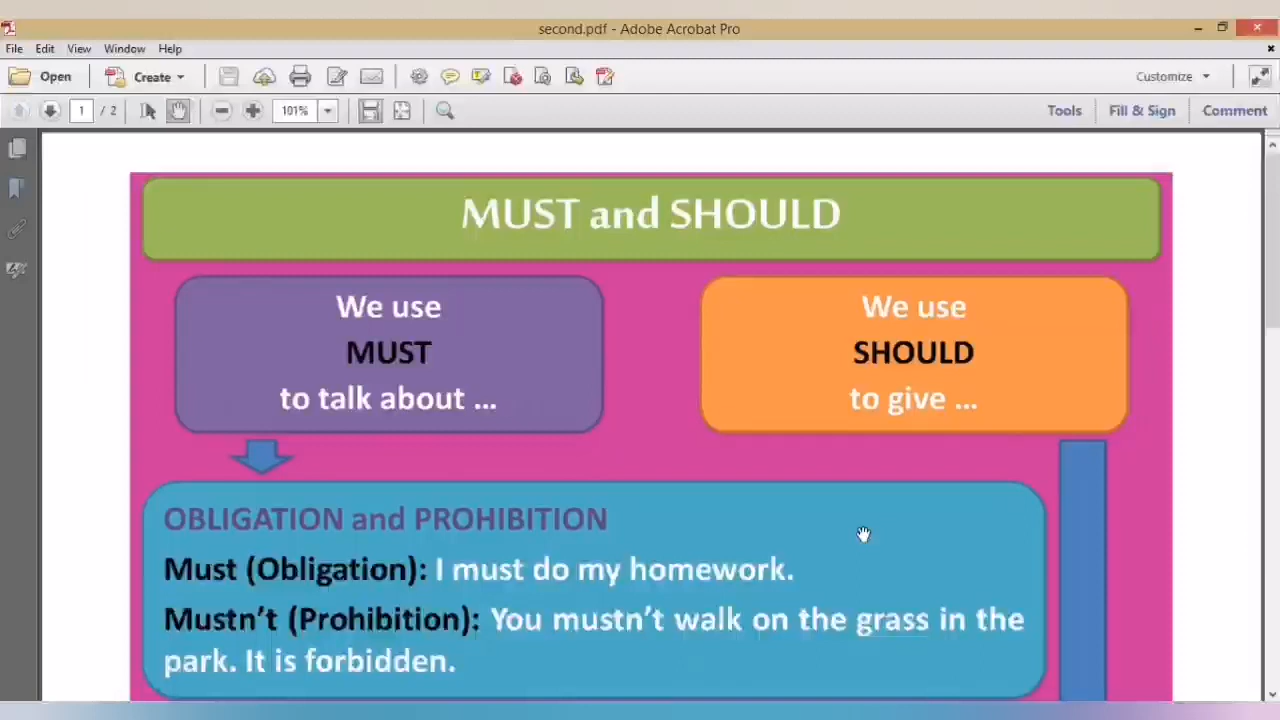 second.pdf - Adobe Acrobat Pro
File Edit View Window Help
Open Create Customize
1 / 2 101% Tools Fill & Sign Comment
MUST and SHOULD
We use
MUST
to talk about ...
We use
SHOULD
to give ...
OBLIGATION and PROHIBITION
Must (Obligation): I must do my homework.
Mustn't (Prohibition): You mustn't walk on the grass in the
park. It is forbidden.